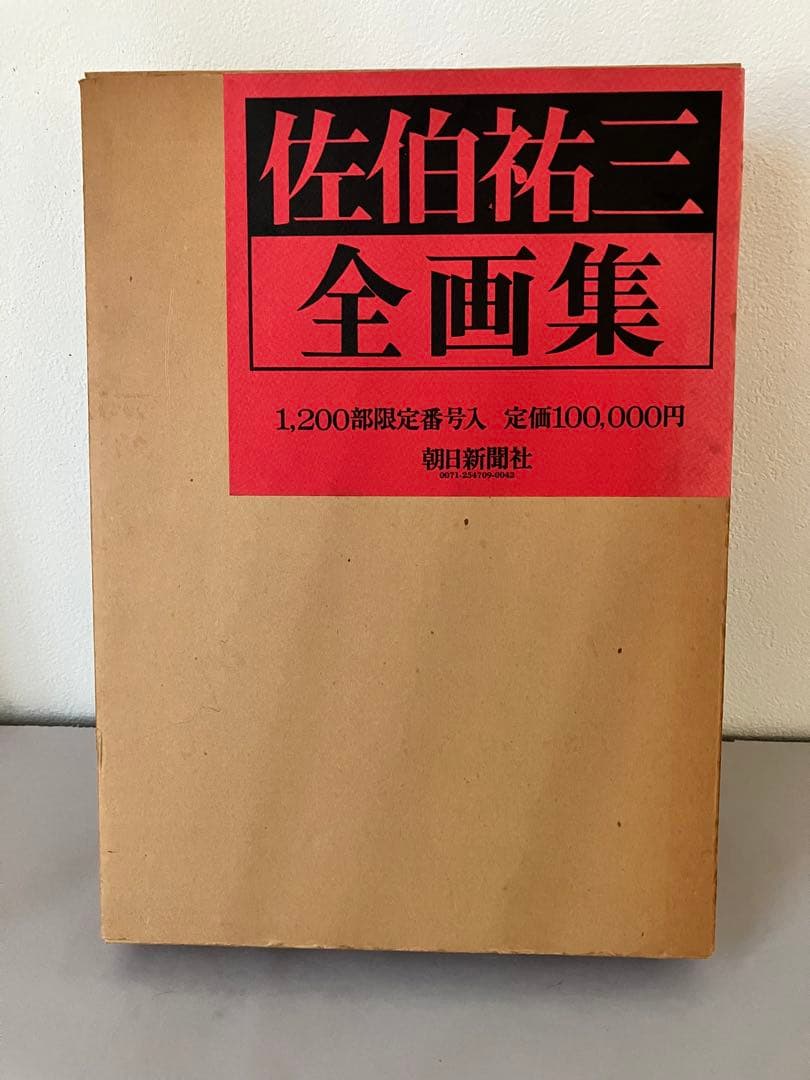 佐伯祐三
全画集
1,200部限定番号入 定価100,000円
朝日新聞社
0071-254709-0042